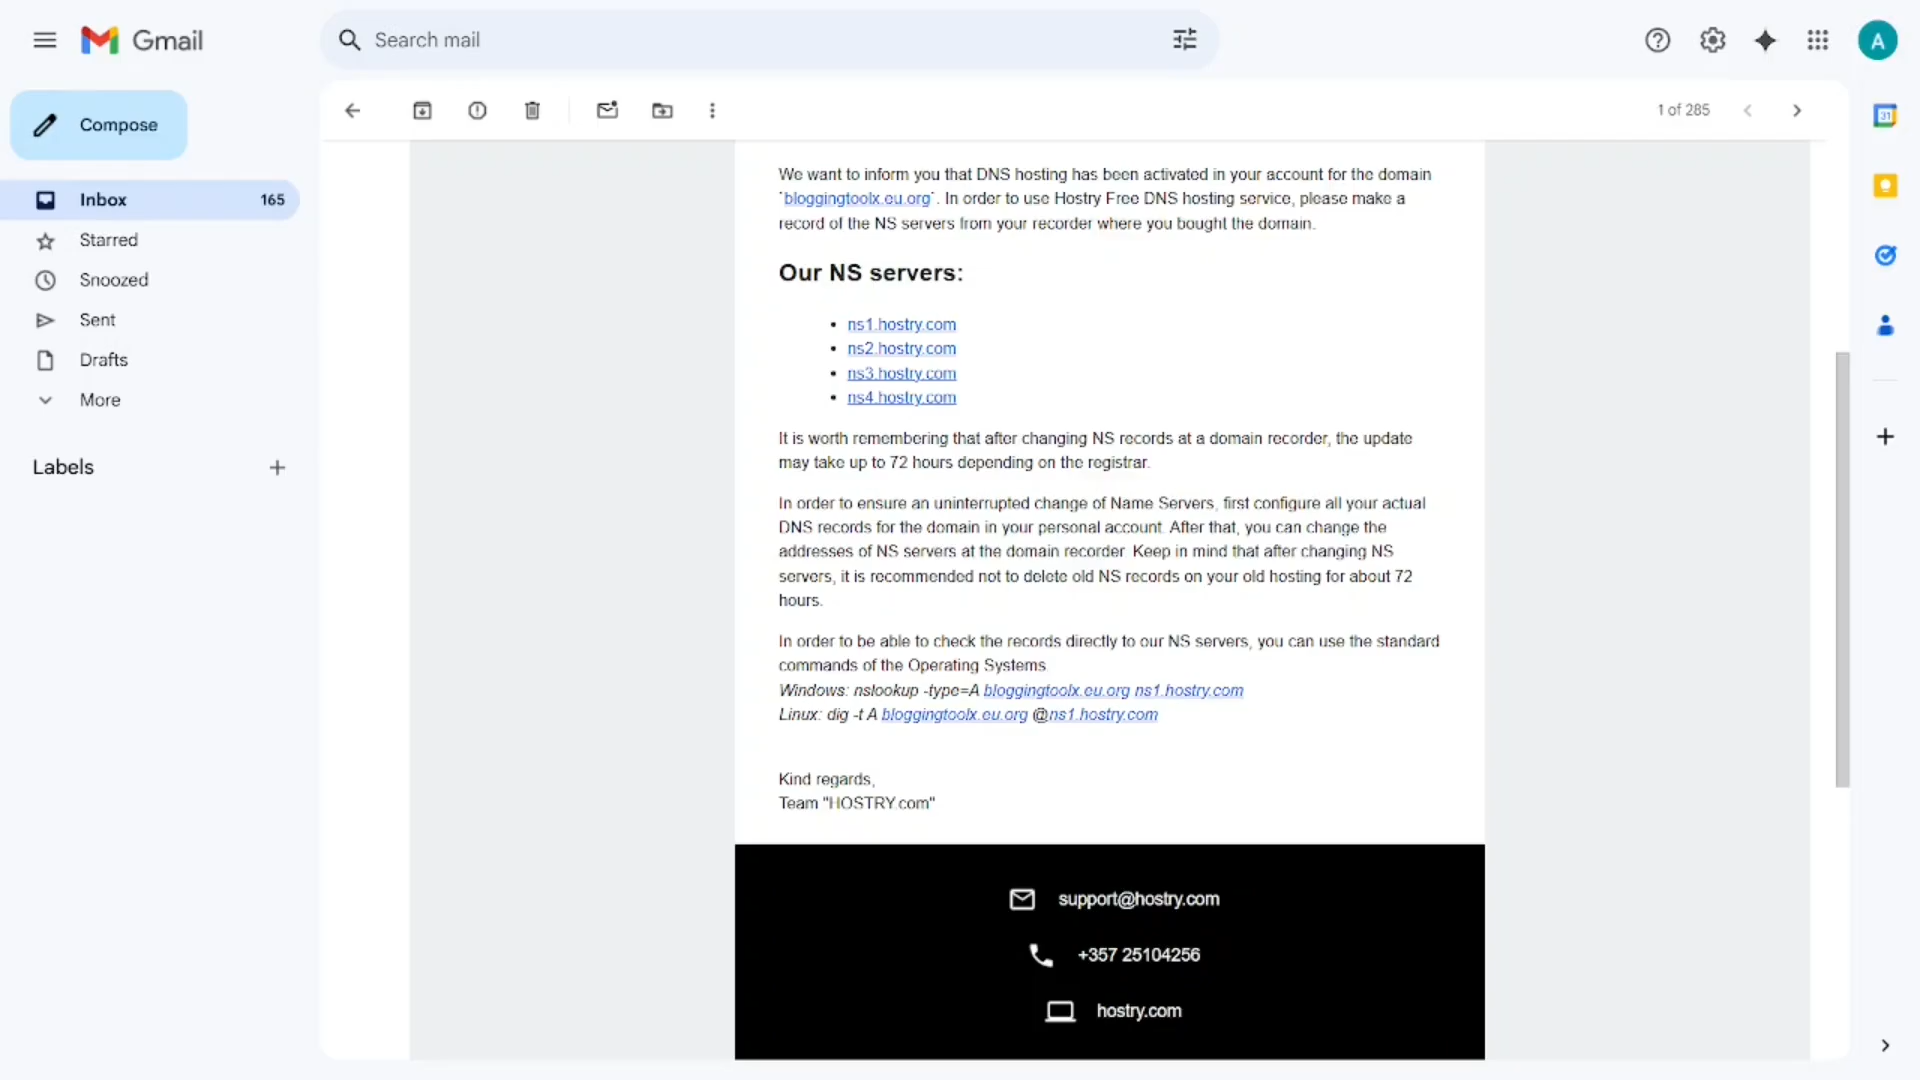 Gmail
Search mail
A
Compose
1 of 285
31
Inbox 165
Starred
Snoozed
Sent
Drafts
More
Labels
We want to inform you that DNS hosting has been activated in your account for the domain
`bloggingtoolx.eu.org`. In order to use Hostry Free DNS hosting service, please make a
record of the NS servers from your recorder where you bought the domain.
Our NS servers:
• ns1.hostry.com
• ns2.hostry.com
• ns3.hostry.com
• ns4.hostry.com
It is worth remembering that after changing NS records at a domain recorder, the update
may take up to 72 hours depending on the registrar.
In order to ensure an uninterrupted change of Name Servers, first configure all your actual
DNS records for the domain in your personal account. After that, you can change the
addresses of NS servers at the domain recorder. Keep in mind that after changing NS
servers, it is recommended not to delete old NS records on your old hosting for about 72
hours.
In order to be able to check the records directly to our NS servers, you can use the standard
commands of the Operating Systems.
Windows: nslookup -type=A bloggingtoolx.eu.org ns1.hostry.com
Linux: dig -t A bloggingtoolx.eu.org @ns1.hostry.com
Kind regards,
Team "HOSTRY.com"
support@hostry.com
+357 25104256
hostry.com